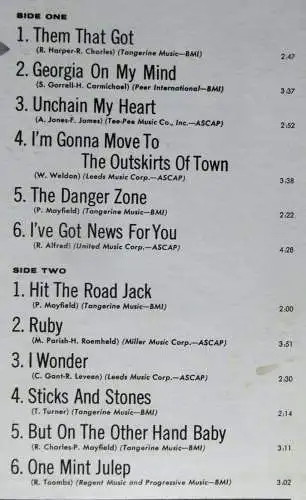 SIDE ONE
1. Them That Got
(R. Harper-R. Charles) (Tangerine Music—BMI) 2:47
2. Georgia On My Mind
(S. Gorrell-H. Carmichael) (Peer International—BMI) 3:37
3. Unchain My Heart
(A. Jones-F. James) (Tee-Pee Music Co., Inc.—ASCAP) 2:52
4. I'm Gonna Move To
The Outskirts Of Town
(W. Weldon) (Leeds Music Corp.—ASCAP) 3:38
5. The Danger Zone
(P. Mayfield) (Tangerine Music—BMI) 2:22
6. I've Got News For You
(R. Alfred) (United Music Corp.—ASCAP) 4:28
SIDE TWO
1. Hit The Road Jack
(P. Mayfield) (Tangerine Music—BMI) 2:00
2. Ruby
(M. Parish-H. Roemheld) (Miller Music Corp.—ASCAP) 3:51
3. I Wonder
(C. Gant-R. Leveen) (Leeds Music Corp.—ASCAP) 2:30
4. Sticks And Stones
(T. Turner) (Tangerine Music—BMI) 2:14
5. But On The Other Hand Baby
(R. Charles-P. Mayfield) (Tangerine Music—BMI) 3:11
6. One Mint Julep
(R. Toombs) (Regent Music and Progressive Music—BMI) 3:02